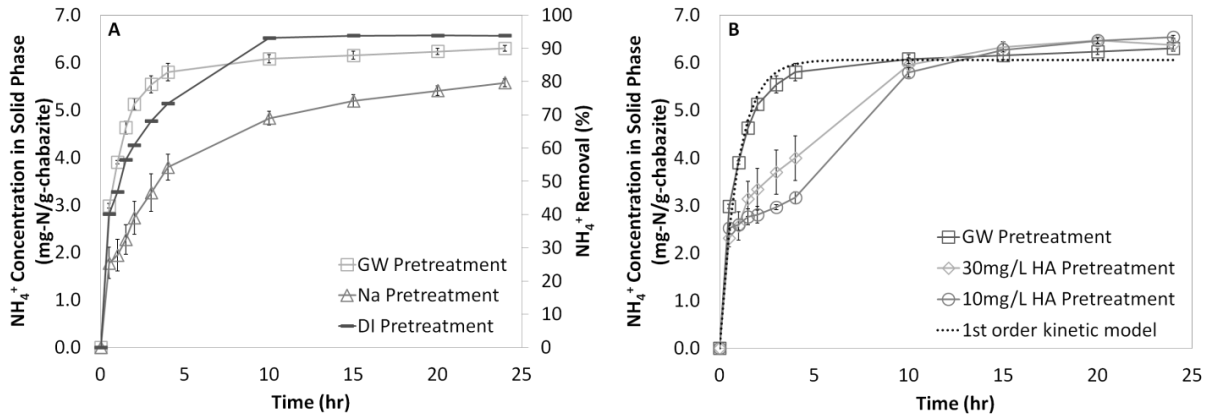 A
NH₄⁺ Concentration in Solid Phase
(mg-N/g-chabazite)
7.0
6.0
5.0
4.0
3.0
2.0
1.0
0.0
100
90
80
70
60
50
40
30
20
10
0
NH₄⁺ Removal (%)
GW Pretreatment
Na Pretreatment
DI Pretreatment
0 5 10 15 20 25
Time (hr)
B
NH₄⁺ Concentration in Solid Phase
(mg-N/g-chabazite)
7.0
6.0
5.0
4.0
3.0
2.0
1.0
0.0
GW Pretreatment
30mg/L HA Pretreatment
10mg/L HA Pretreatment
1st order kinetic model
0 5 10 15 20 25
Time (hr)